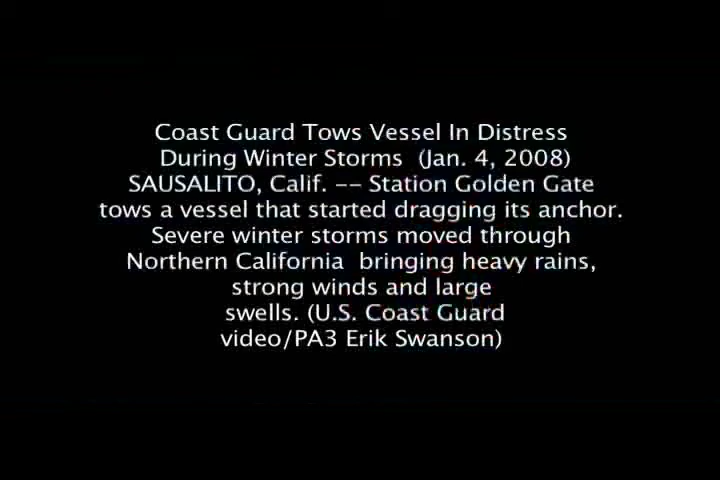 Coast Guard Tows Vessel In Distress
During Winter Storms (Jan. 4, 2008)
SAUSALITO, Calif. -- Station Golden Gate
tows a vessel that started dragging its anchor.
Severe winter storms moved through
Northern California bringing heavy rains,
strong winds and large
swells. (U.S. Coast Guard
video/PA3 Erik Swanson)